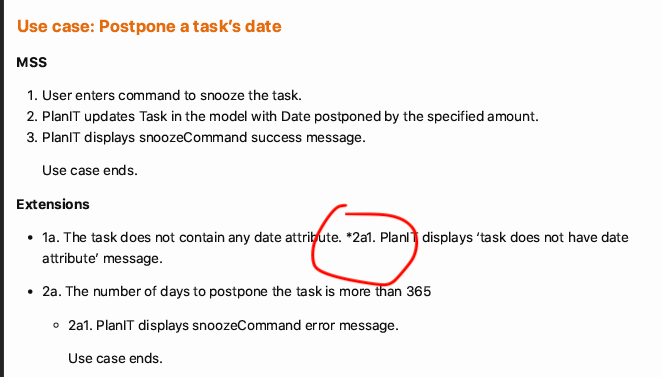 Use case: Postpone a task’s date
MSS
1. User enters command to snooze the task.
2. PlanIT updates Task in the model with Date postponed by the specified amount.
3. PlanIT displays snoozeCommand success message.
Use case ends.
Extensions
• 1a. The task does not contain any date attribute. *2a1. PlanIT displays ‘task does not have date
attribute’ message.
• 2a. The number of days to postpone the task is more than 365
◦ 2a1. PlanIT displays snoozeCommand error message.
Use case ends.